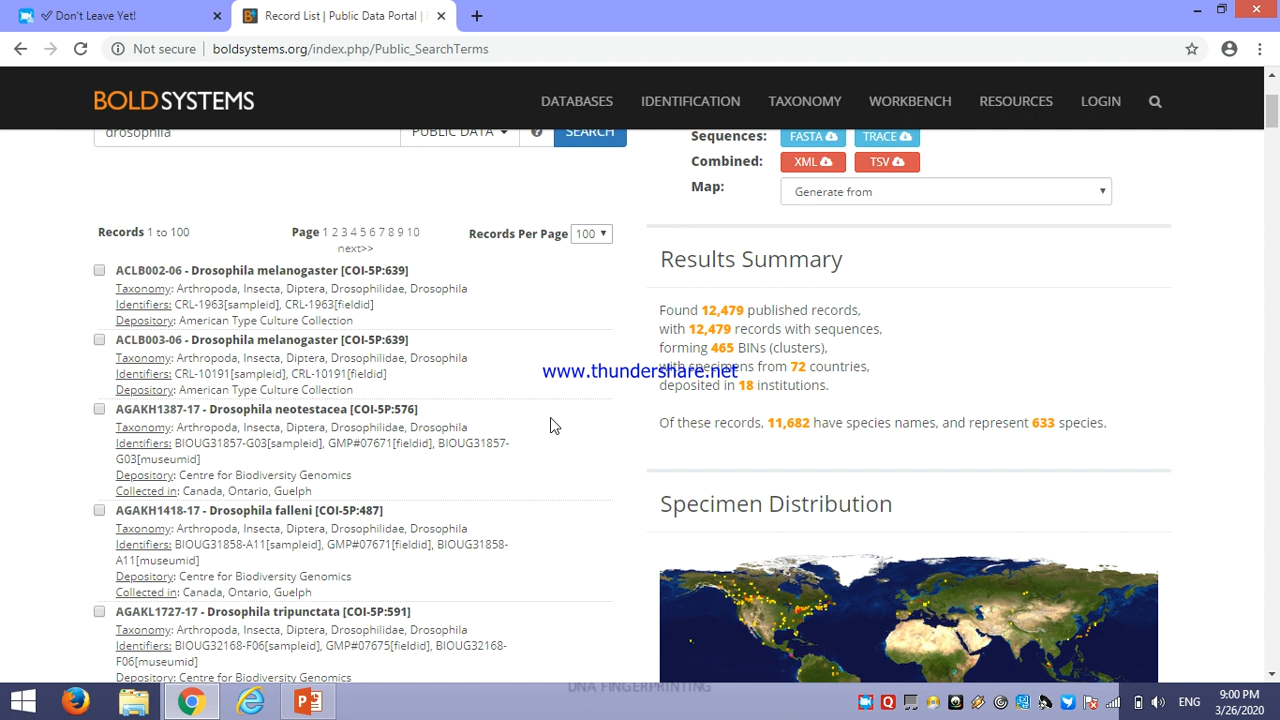 ✓ Don't Leave Yet!
Record List | Public Data Portal |
Not secure | boldsystems.org/index.php/Public_SearchTerms
BOLDSYSTEMS
DATABASES IDENTIFICATION TAXONOMY WORKBENCH RESOURCES LOGIN
drosophila PUBLIC DATA ? SEARCH
Sequences: FASTA TRACE
Combined: XML TSV
Map: Generate from
Records 1 to 100 Page 1 2 3 4 5 6 7 8 9 10 Records Per Page 100
next>>
ACLB002-06 - Drosophila melanogaster [COI-5P:639]
Taxonomy: Arthropoda, Insecta, Diptera, Drosophilidae, Drosophila
Identifiers: CRL-1963[sampleid], CRL-1963[fieldid]
Depository: American Type Culture Collection
ACLB003-06 - Drosophila melanogaster [COI-5P:639]
Taxonomy: Arthropoda, Insecta, Diptera, Drosophilidae, Drosophila
Identifiers: CRL-10191[sampleid], CRL-10191[fieldid]
Depository: American Type Culture Collection
AGAKH1387-17 - Drosophila neotestacea [COI-5P:576]
Taxonomy: Arthropoda, Insecta, Diptera, Drosophilidae, Drosophila
Identifiers: BIOUG31857-G03[sampleid], GMP#07671[fieldid], BIOUG31857-
G03[museumid]
Depository: Centre for Biodiversity Genomics
Collected in: Canada, Ontario, Guelph
AGAKH1418-17 - Drosophila falleni [COI-5P:487]
Taxonomy: Arthropoda, Insecta, Diptera, Drosophilidae, Drosophila
Identifiers: BIOUG31858-A11[sampleid], GMP#07671[fieldid], BIOUG31858-
A11[museumid]
Depository: Centre for Biodiversity Genomics
Collected in: Canada, Ontario, Guelph
AGAKL1727-17 - Drosophila tripunctata [COI-5P:591]
Taxonomy: Arthropoda, Insecta, Diptera, Drosophilidae, Drosophila
Identifiers: BIOUG32168-F06[sampleid], GMP#07675[fieldid], BIOUG32168-
F06[museumid]
Depository: Centre for Biodiversity Genomics
Results Summary
Found 12,479 published records,
with 12,479 records with sequences,
forming 465 BINs (clusters),
with specimens from 72 countries,
deposited in 18 institutions.
Of these records, 11,682 have species names, and represent 633 species.
www.thundershare.net
Specimen Distribution
DNA FINGERPRINTING
ENG
9:00 PM
3/26/2020